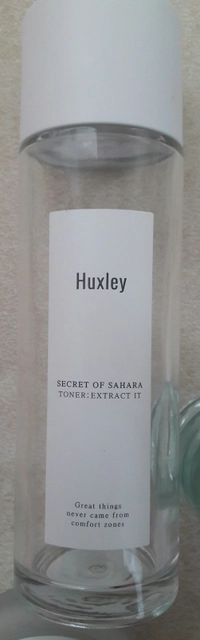 Huxley
SECRET OF SAHARA
TONER; EXTRACT IT
Great things
never came from
comfort zones